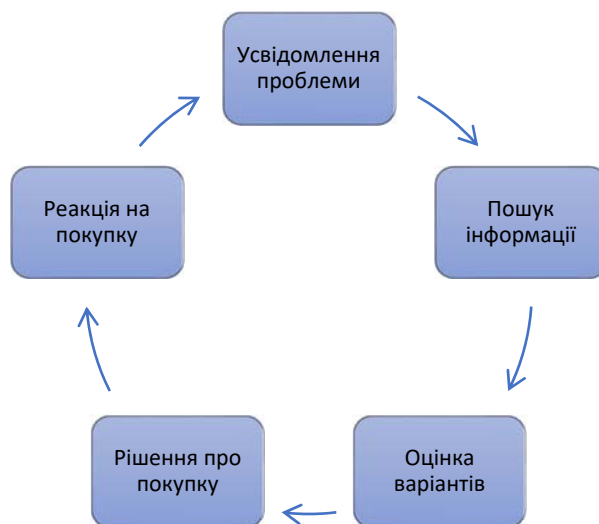 Усвідомлення
проблеми
Пошук
інформації
Оцінка
варіантів
Рішення про
покупку
Реакція на
покупку